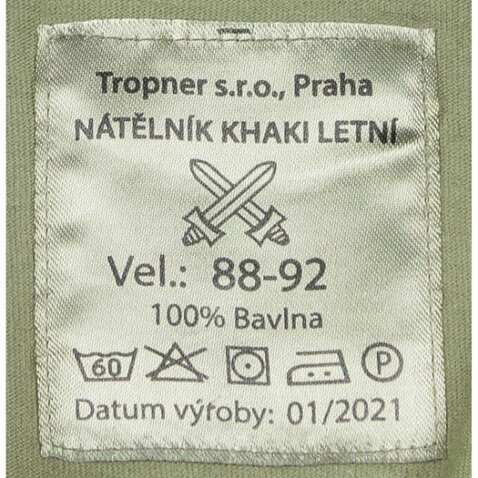 Tropner s.r.o., Praha
NÁTĚLNÍK KHAKI LETNÍ
Vel.: 88-92
100% Bavlna
60 P
Datum výroby: 01/2021